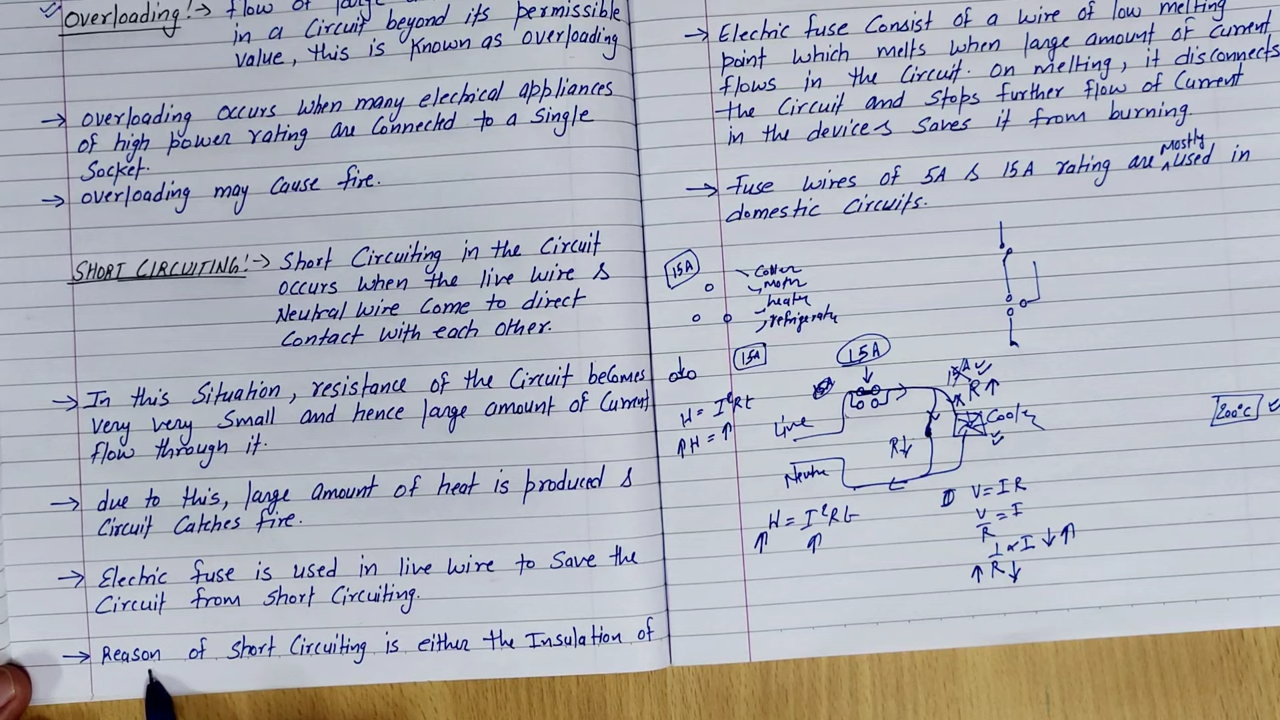 Overloading!→ flow of large
in a Circuit beyond its permissible
value, this is known as overloading
→ overloading occurs when many electrical appliances
of high power rating are Connected to a single
Socket.
→ overloading may Cause fire.
SHORT CIRCUITING!→ Short Circuiting in the Circuit
occurs when the live wire &
Neutral wire Come to direct
Contact with each other.
→ In this Situation, resistance of the Circuit becomes
very very Small and hence large amount of Current
flow through it.
→ due to this, large amount of heat is produced &
Circuit Catches fire.
→ Electric fuse is used in live wire to Save the
Circuit from Short Circuiting.
→ Reason of Short Circuiting is either the Insulation of
→ Electric fuse Consist of a wire of low melting
point which melts when large amount of current
flows in the Circuit. On melting, it disconnects
the Circuit and Stops further flow of Current
in the device & Saves it from burning.
→ Fuse wires of 5A & 15A rating are Mostly used in
domestic Circuits.
15A
heater
refrigerator
15A
15A
15A
R↑
H = I²Rt
↑H = ↑
Live
R↓
Neutral
200°C
H = I²Rt
↑ ↑
V = IR
V/R = I
1/R ∝ I ↓↑
↑ R ↓